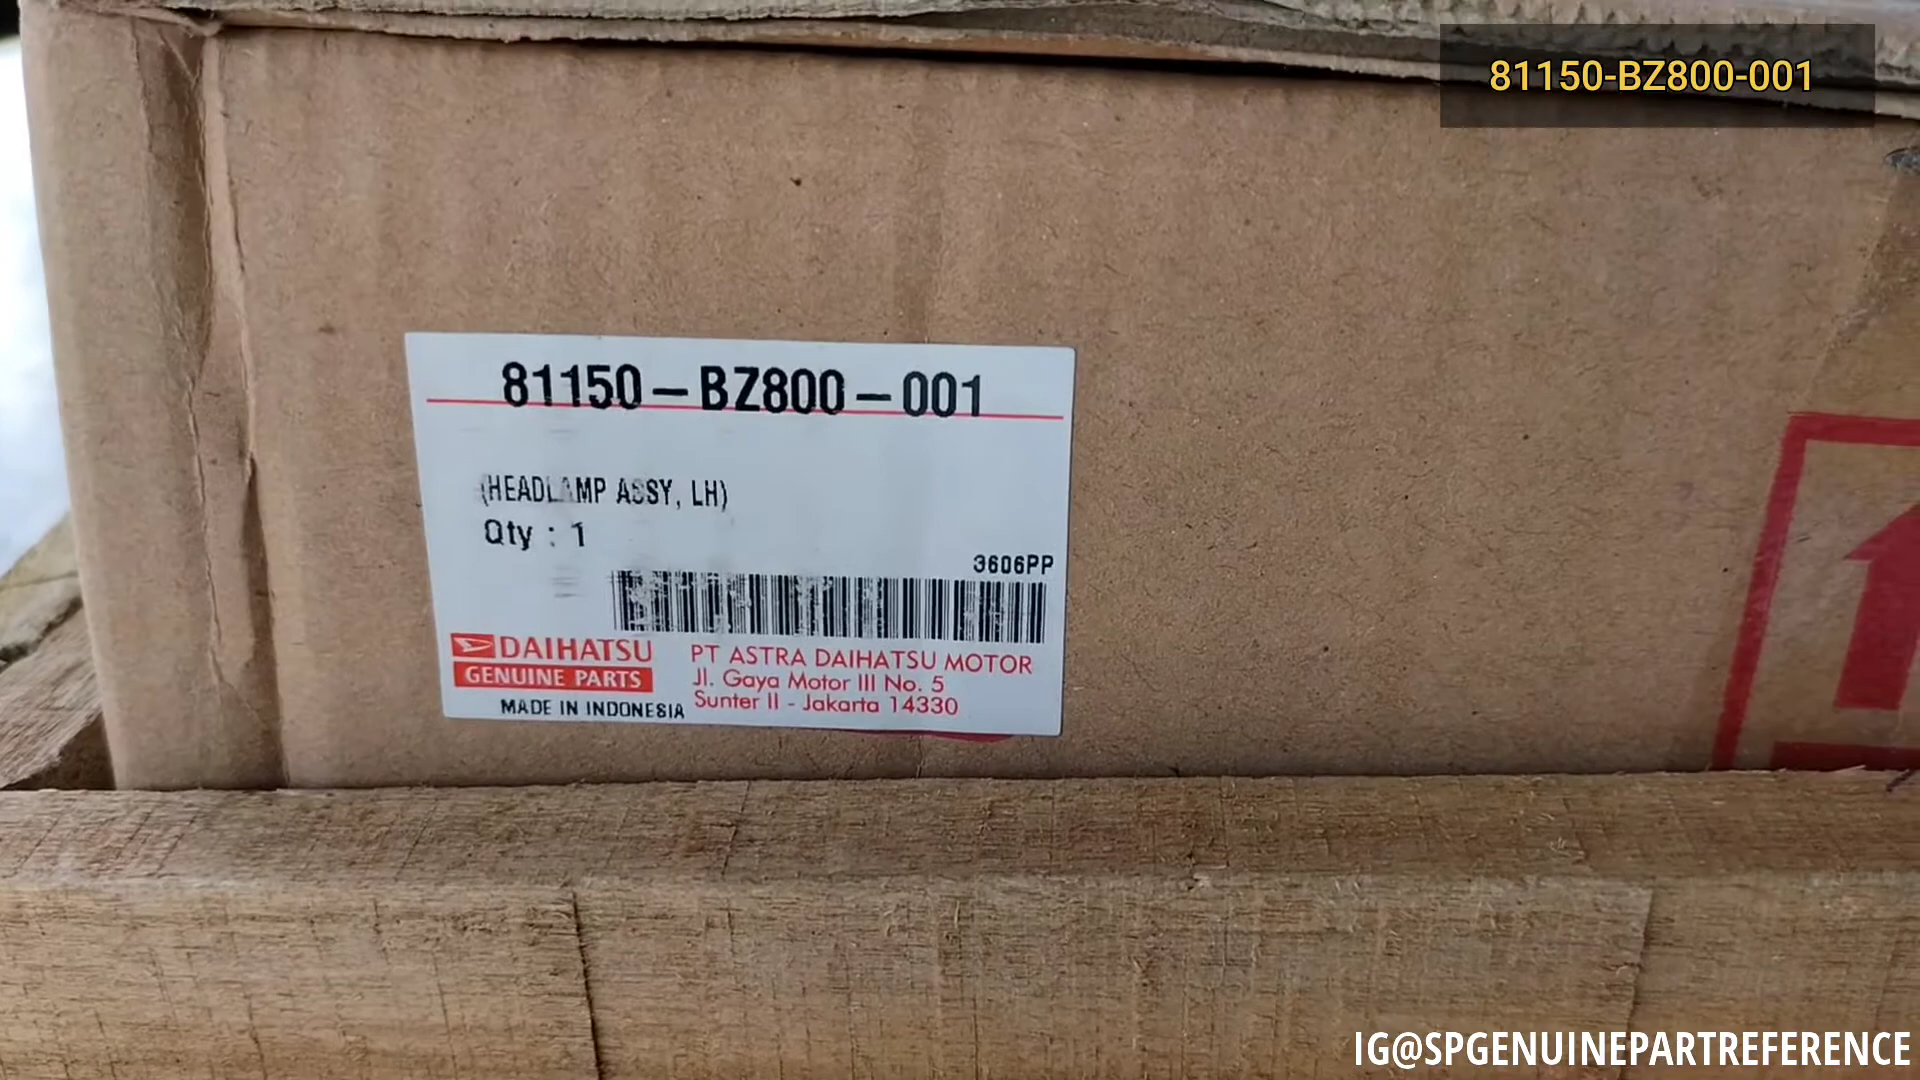 81150-BZ800-001
81150-BZ800-001
(HEADLAMP ASSY, LH)
Qty : 1
3606PP
DAIHATSU
GENUINE PARTS
MADE IN INDONESIA
PT ASTRA DAIHATSU MOTOR
Jl. Gaya Motor III No. 5
Sunter II - Jakarta 14330
IG@SPGENUINEPARTREFERENCE